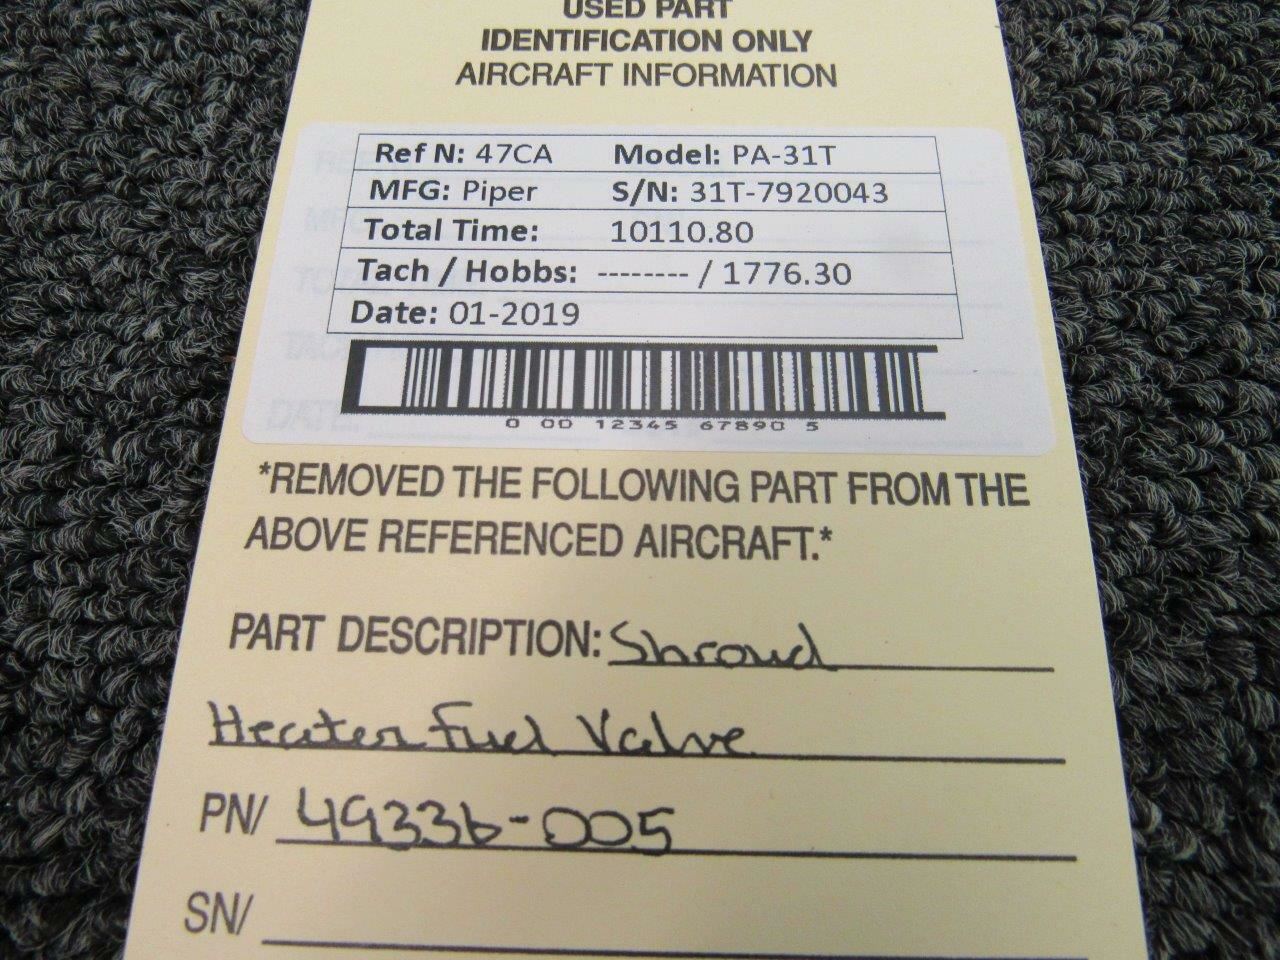 USED PART
IDENTIFICATION ONLY
AIRCRAFT INFORMATION
Ref N: 47CA Model: PA-31T
MFG: Piper S/N: 31T-7920043
Total Time: 10110.80
Tach / Hobbs: -------- / 1776.30
Date: 01-2019
0 00 12345 67890 5
*REMOVED THE FOLLOWING PART FROM THE
ABOVE REFERENCED AIRCRAFT.*
PART DESCRIPTION: Shroud
Heater Fuel Valve
PN/ 49336-005
SN/